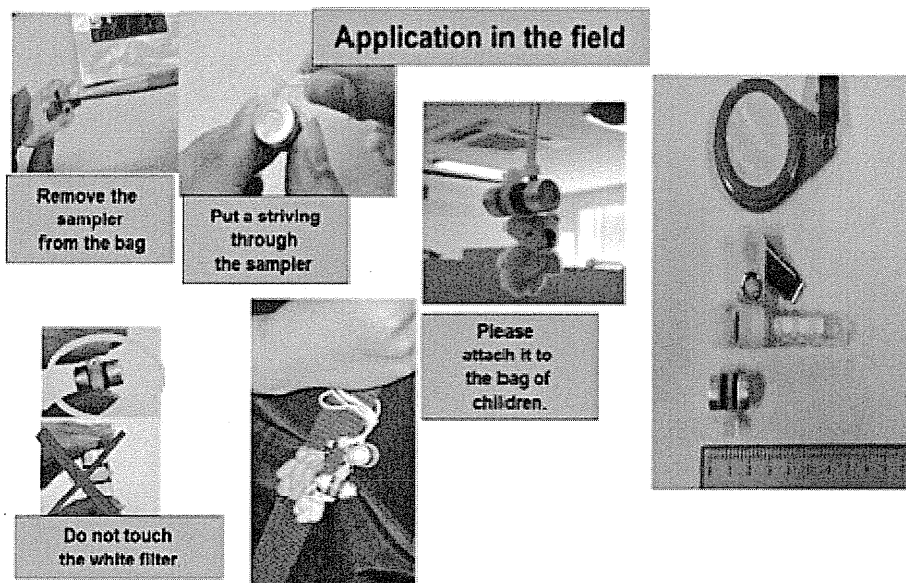 Application in the field
Remove the
sampler
from the bag
Put a striving
through
the sampler
Please
attach it to
the bag of
children.
Do not touch
the white filter